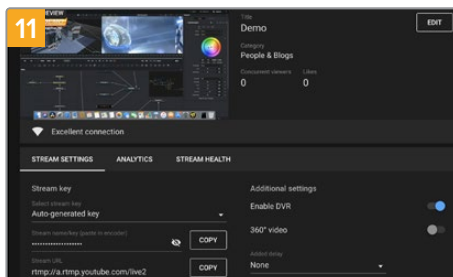 11
PREVIEW
Title
Demo
EDIT
Category
People & Blogs
Concurrent viewers Likes
0 0
Excellent connection
STREAM SETTINGS ANALYTICS STREAM HEALTH
Stream key
Additional settings
Select stream key
Auto-generated key
Enable DVR
Stream name/key (paste in encoder)
COPY
360° video
Stream URL
rtmp://a.rtmp.youtube.com/live2
COPY
Added delay
None